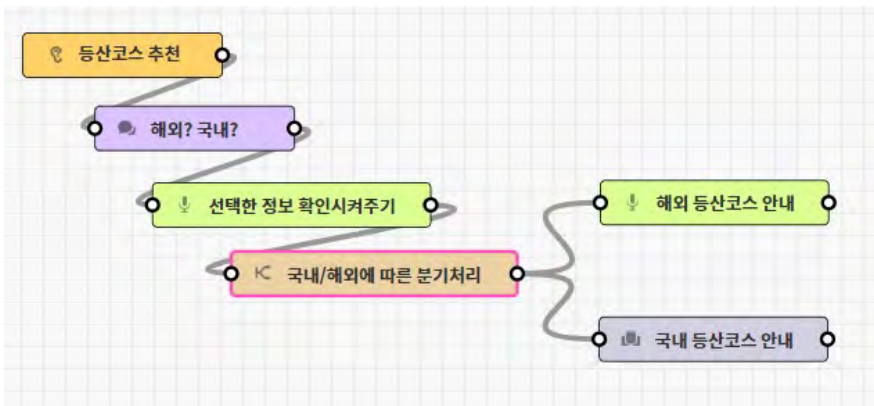 등산코스 추천
해외? 국내?
선택한 정보 확인시켜주기
국내/해외에 따른 분기처리
해외 등산코스 안내
국내 등산코스 안내